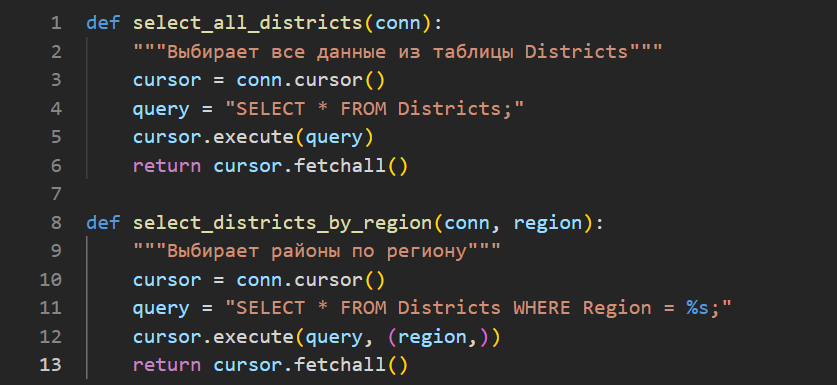 1 def select_all_districts(conn):
2     """Выбирает все данные из таблицы Districts"""
3     cursor = conn.cursor()
4     query = "SELECT * FROM Districts;"
5     cursor.execute(query)
6     return cursor.fetchall()
7
8 def select_districts_by_region(conn, region):
9     """Выбирает районы по региону"""
10     cursor = conn.cursor()
11     query = "SELECT * FROM Districts WHERE Region = %s;"
12     cursor.execute(query, (region,))
13     return cursor.fetchall()